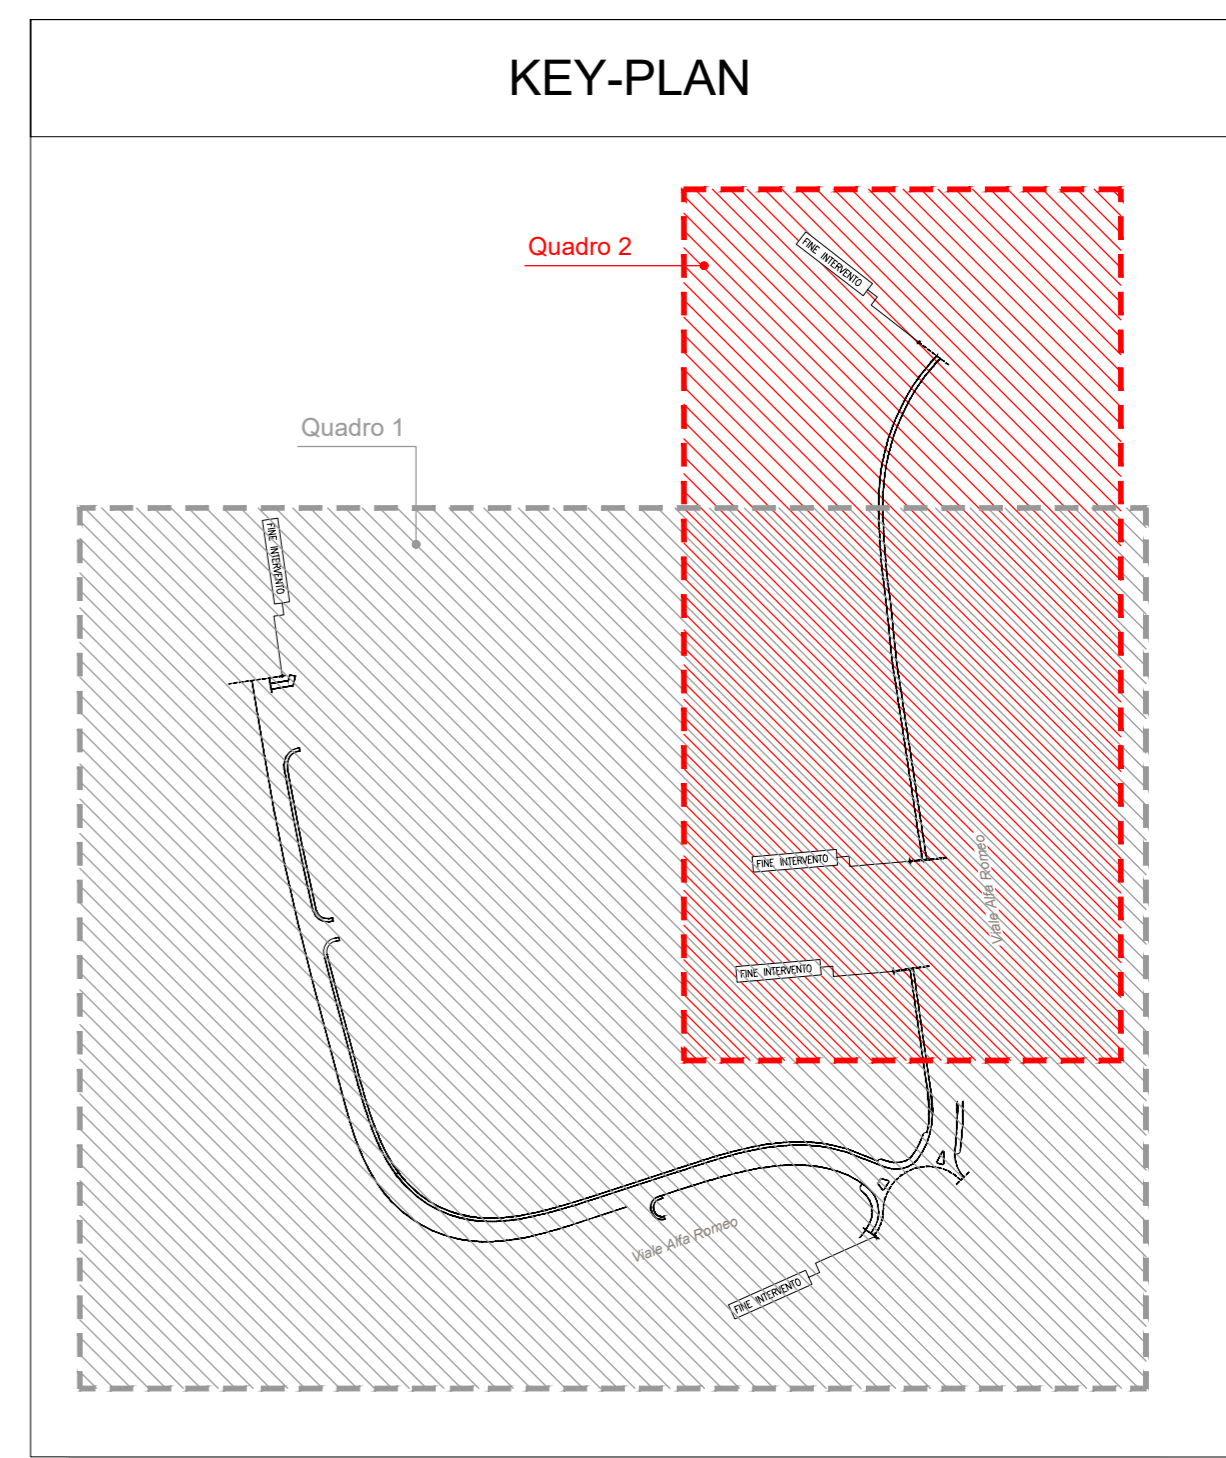 KEY-PLAN
Quadro 2
FINE INTERVENTO
Quadro 1
FINE INTERVENTO
FINE INTERVENTO
Viale Alfa Romeo
FINE INTERVENTO
Viale Alfa Romeo
FINE INTERVENTO